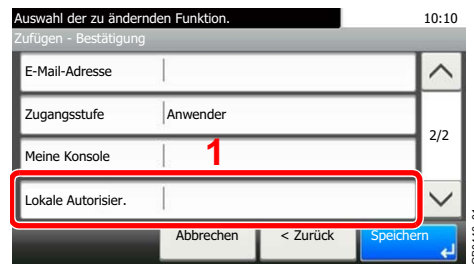 Auswahl der zu ändernden Funktion. 10:10
Zufügen - Bestätigung
E-Mail-Adresse
Zugangsstufe Anwender
2/2
Meine Konsole 1
Lokale Autorisier.
Abbrechen < Zurück Speichern